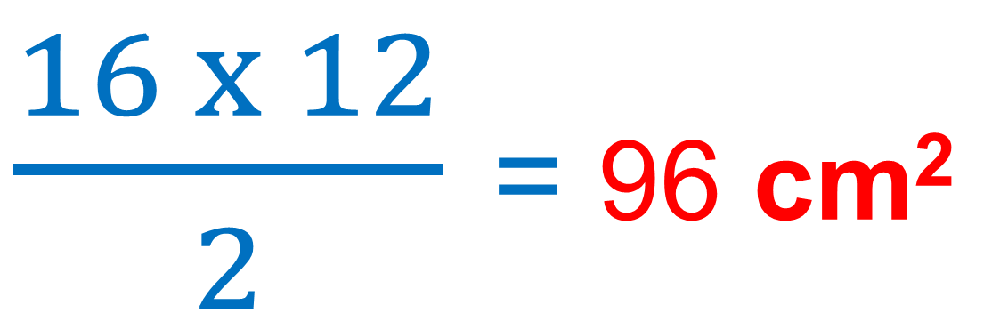 16 x 12
2
= 96 cm²